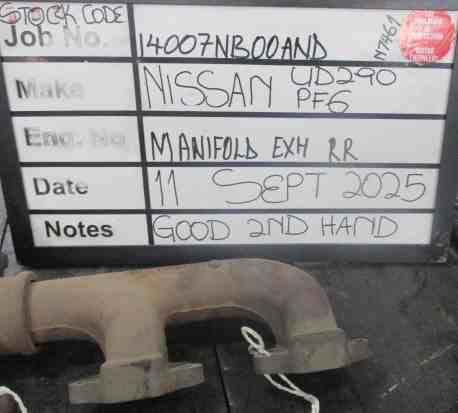 STOCK CODE
Job No. 14007NB00AND N7461
Make NISSAN UD290 PF6
Eng. No MANIFOLD EXH RR
Date 11 SEPT 2025
Notes GOOD 2ND HAND